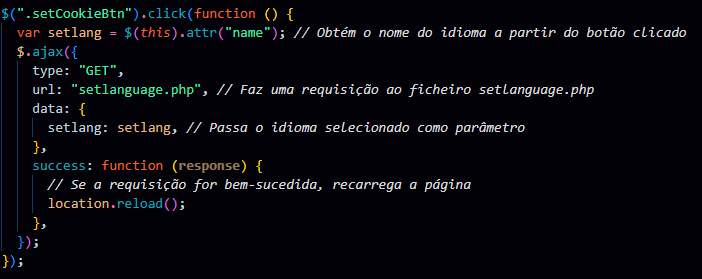 $(".setCookieBtn").click(function () {
  var setlang = $(this).attr("name"); // Obtém o nome do idioma a partir do botão clicado
  $.ajax({
    type: "GET",
    url: "setlanguage.php", // Faz uma requisição ao ficheiro setlanguage.php
    data: {
      setlang: setlang, // Passa o idioma selecionado como parâmetro
    },
    success: function (response) {
      // Se a requisição for bem-sucedida, recarrega a página
      location.reload();
    },
  });
});